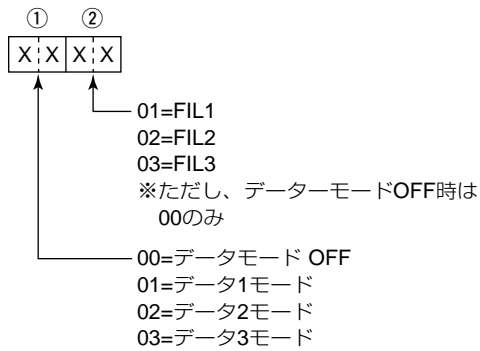 ① ②
X X X X
01=FIL1
02=FIL2
03=FIL3
※ただし、データーモードOFF時は
00のみ
00=データモード OFF
01=データ1モード
02=データ2モード
03=データ3モード